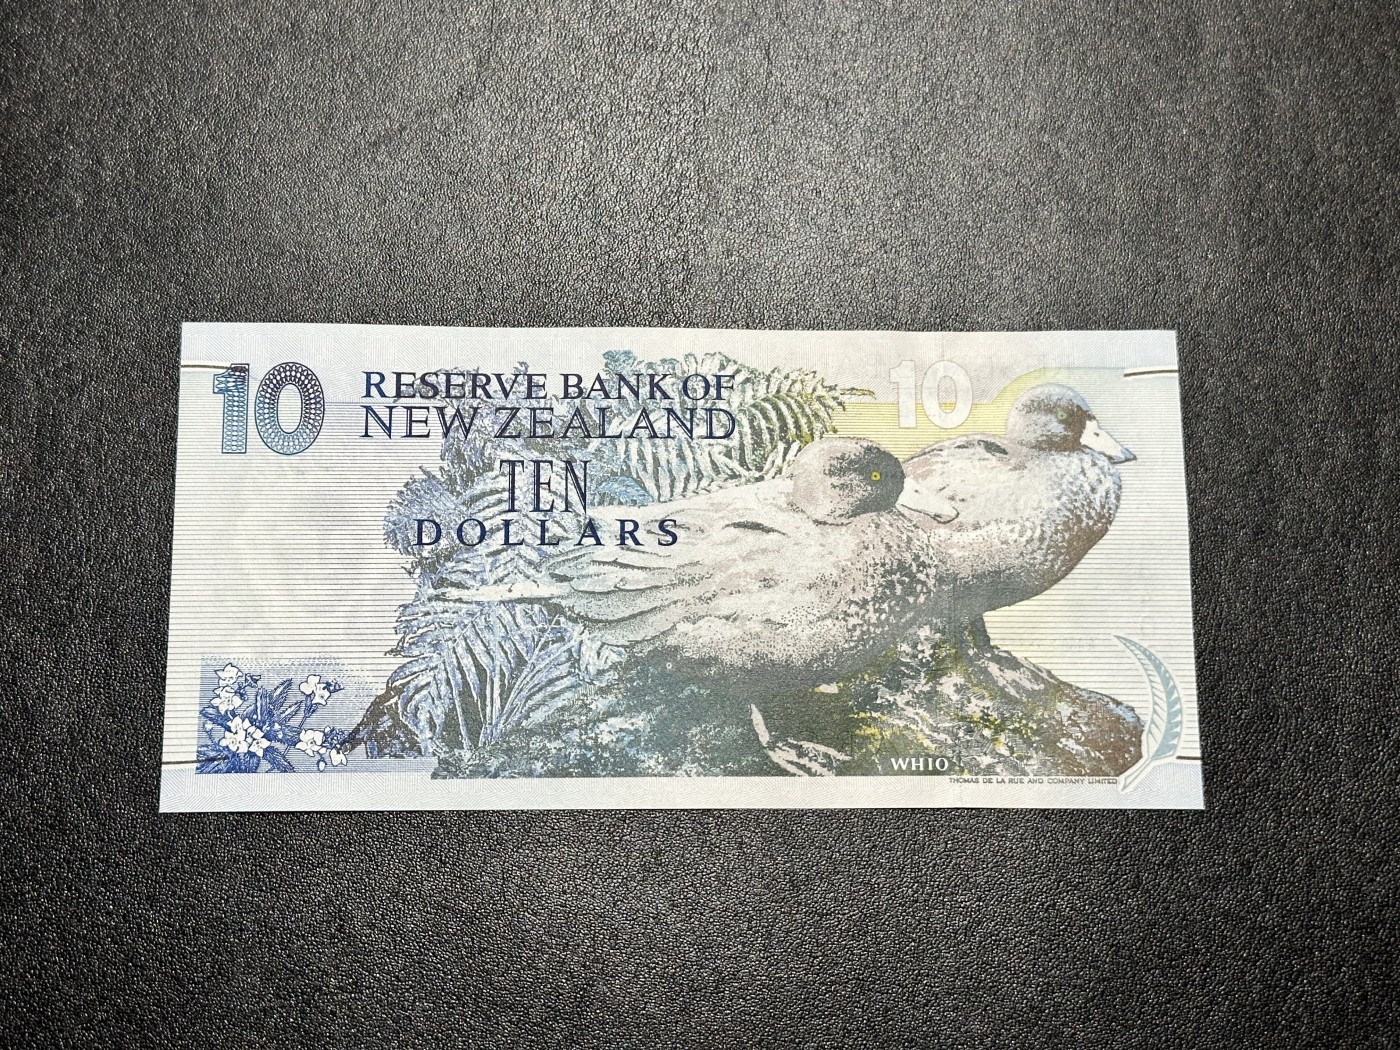 10
RESERVE BANK OF
NEW ZEALAND
TEN
DOLLARS
10
WHIO
THOMAS DE LA RUE AND COMPANY LIMITED